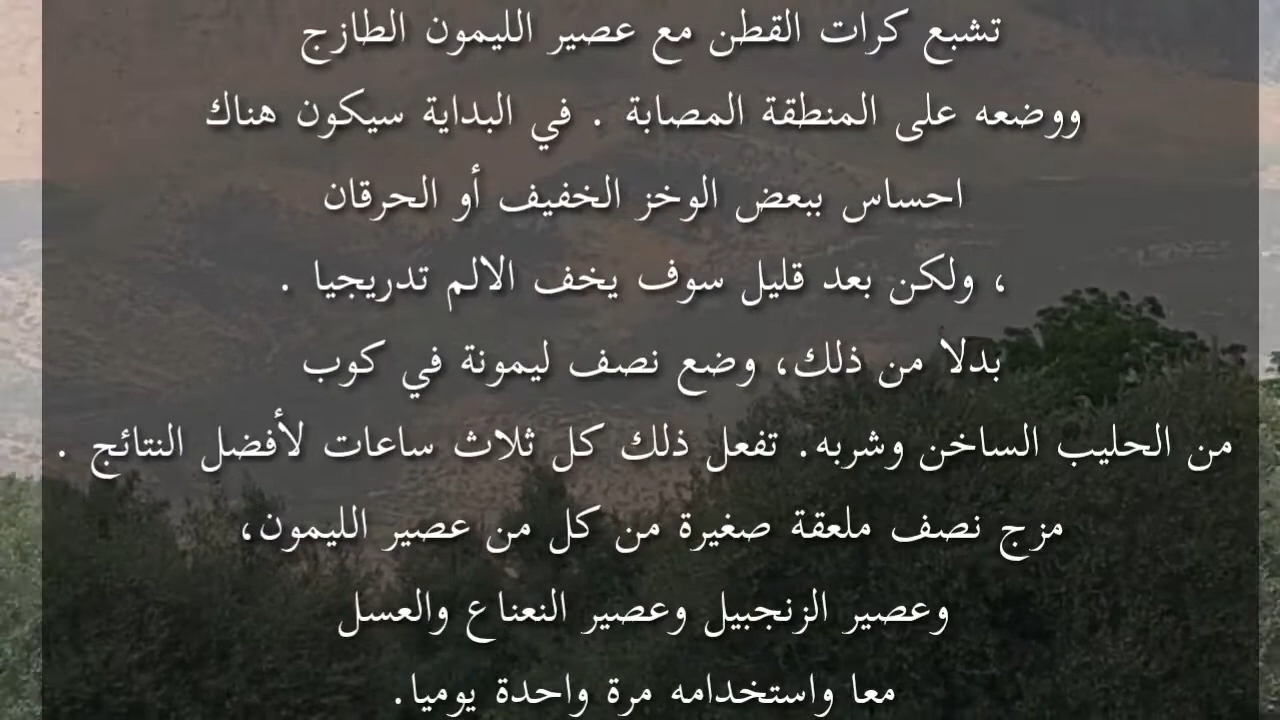 تشبع كرات القطن مع عصير الليمون الطازج
ووضعه على المنطقة المصابة . في البداية سيكون هناك
احساس ببعض الوخز الخفيف أو الحرقان
، ولكن بعد قليل سوف يخف الالم تدريجيا .
بدلا من ذلك، وضع نصف ليمونة في كوب
من الحليب الساخن وشربه. تفعل ذلك كل ثلاث ساعات لأفضل النتائج .
مزج نصف ملعقة صغيرة من كل من عصير الليمون،
وعصير الزنجبيل وعصير النعناع والعسل
معا واستخدامه مرة واحدة يوميا.